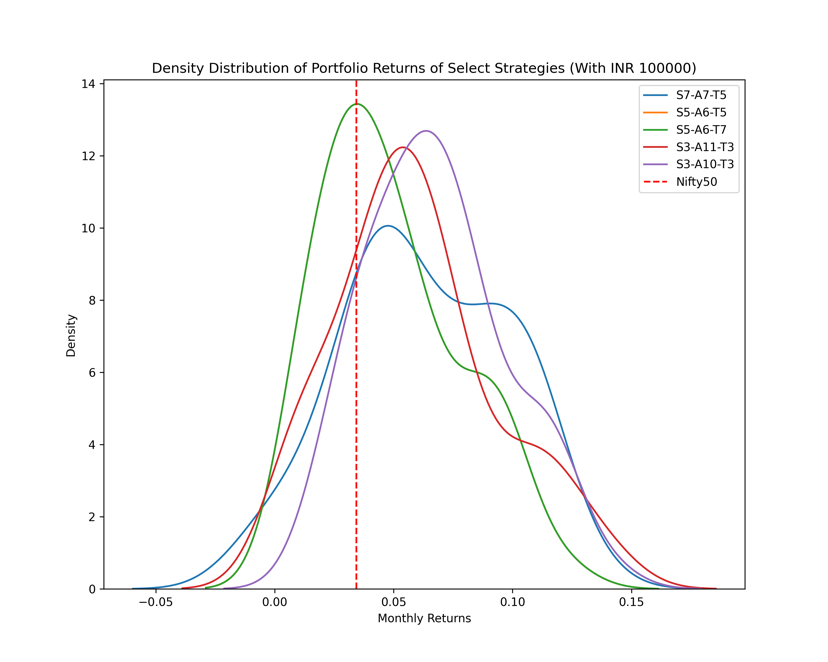 Density Distribution of Portfolio Returns of Select Strategies (With INR 100000)
14
12
10
8
6
4
2
0
Density
−0.05
0.00
0.05
0.10
0.15
Monthly Returns
S7-A7-T5
S5-A6-T5
S5-A6-T7
S3-A11-T3
S3-A10-T3
Nifty50